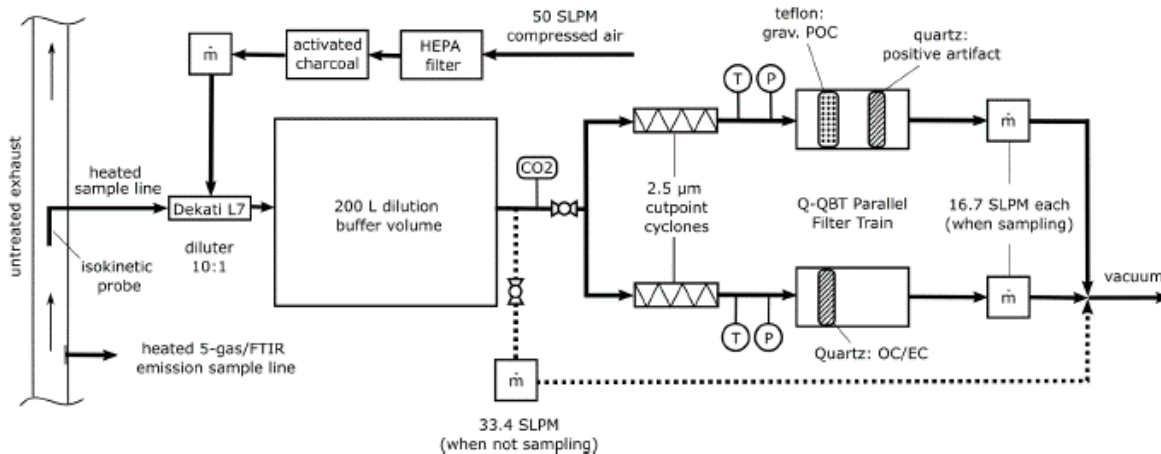 50 SLPM
compressed air
HEPA
filter
activated
charcoal
ṁ
teflon:
grav. POC
quartz:
positive artifact
T
P
ṁ
untreated exhaust
heated
sample line
Dekati L7
diluter
10:1
isokinetic
probe
200 L dilution
buffer volume
CO2
2.5 µm
cutpoint
cyclones
Q-QBT Parallel
Filter Train
16.7 SLPM each
(when sampling)
vacuum
ṁ
T
P
Quartz: OC/EC
heated 5-gas/FTIR
emission sample line
ṁ
33.4 SLPM
(when not sampling)